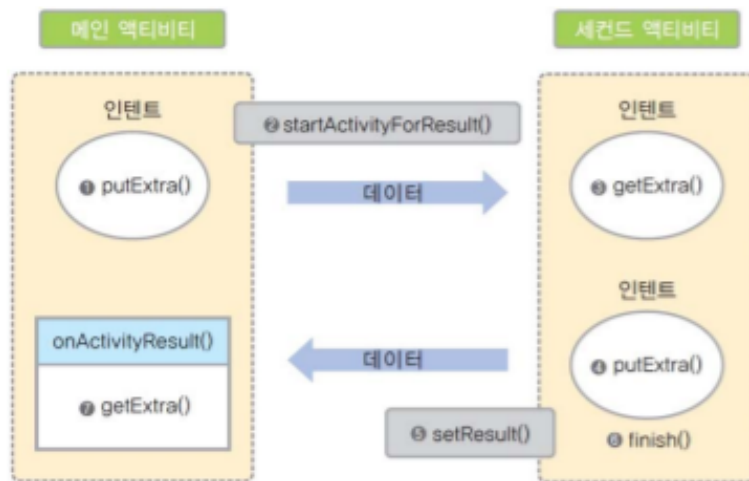 메인 액티비티
세컨드 액티비티
인텐트
❷ startActivityForResult()
인텐트
❶ putExtra()
데이터
❸ getExtra()
인텐트
onActivityResult()
데이터
❹ putExtra()
❼ getExtra()
❺ setResult()
❻ finish()